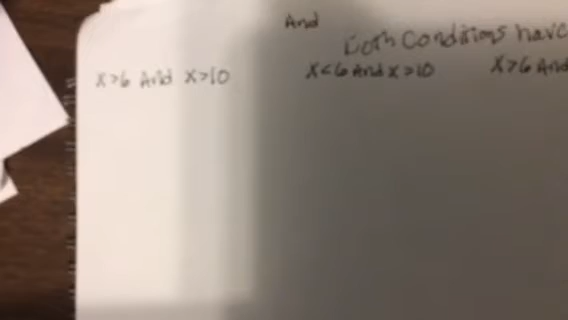 And
Both Conditions have
x>6 And x>10 x<6 And x>10 x>6 And